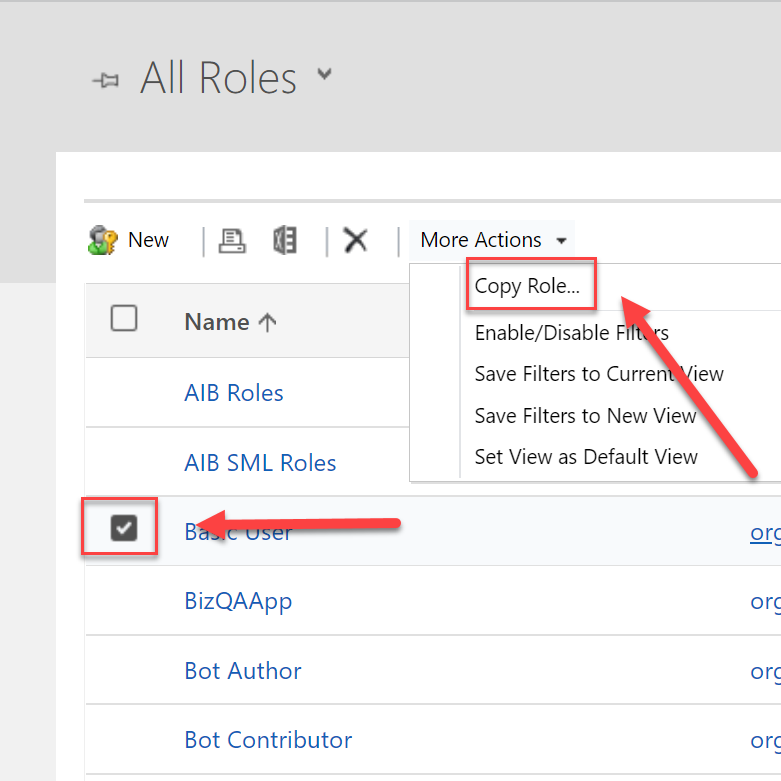 All Roles
New
More Actions
Copy Role...
Enable/Disable Filters
Save Filters to Current View
Save Filters to New View
Set View as Default View
Name
AIB Roles
AIB SML Roles
Basic User
org
BizQAApp
org
Bot Author
org
Bot Contributor
org